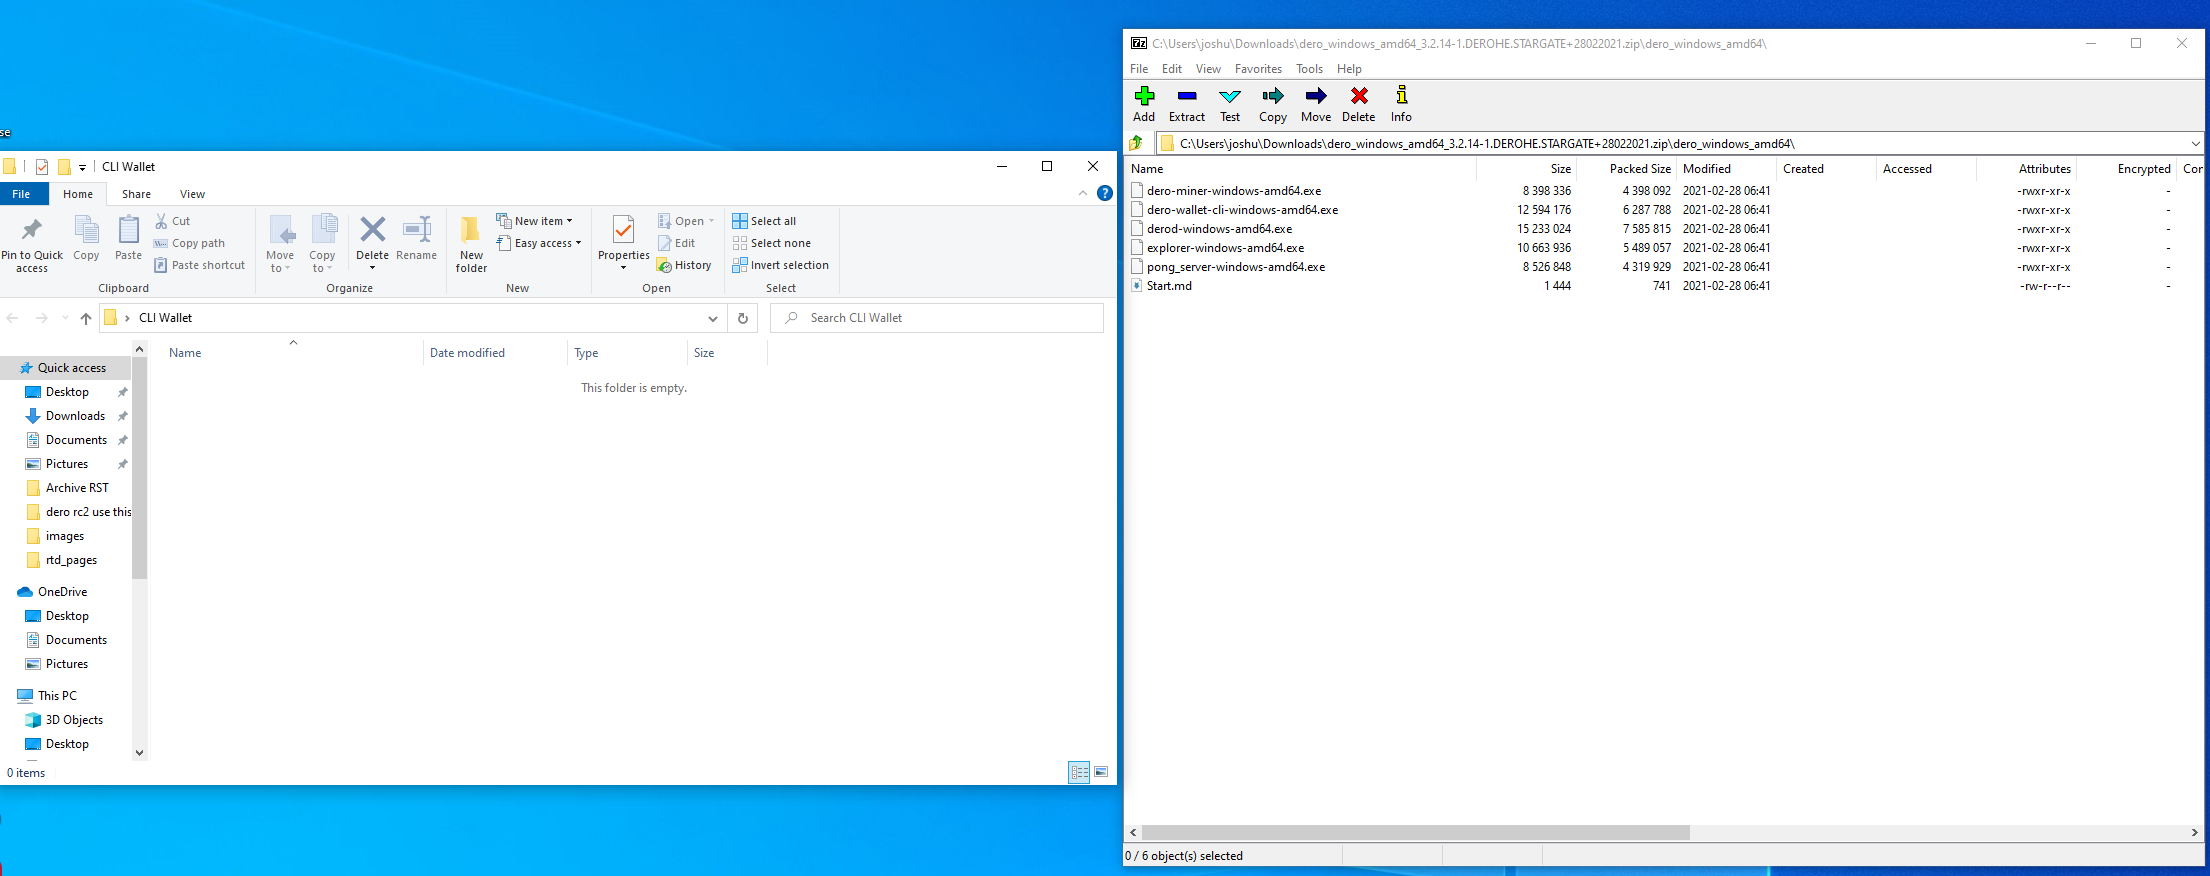 se
CLI Wallet
File Home Share View
Pin to Quick access
Copy
Paste
Cut
Copy path
Paste shortcut
Clipboard
Move to
Copy to
Delete
Rename
Organize
New folder
New item
Easy access
New
Properties
Open
Edit
History
Open
Select all
Select none
Invert selection
Select
CLI Wallet
Search CLI Wallet
Name Date modified Type Size
This folder is empty.
Quick access
Desktop
Downloads
Documents
Pictures
Archive RST
dero rc2 use this
images
rtd_pages
OneDrive
Desktop
Documents
Pictures
This PC
3D Objects
Desktop
0 items
7z C:\Users\joshu\Downloads\dero_windows_amd64_3.2.14-1.DEROHE.STARGATE+28022021.zip\dero_windows_amd64\
File Edit View Favorites Tools Help
Add Extract Test Copy Move Delete Info
C:\Users\joshu\Downloads\dero_windows_amd64_3.2.14-1.DEROHE.STARGATE+28022021.zip\dero_windows_amd64\
Name Size Packed Size Modified Created Accessed Attributes Encrypted Cor
dero-miner-windows-amd64.exe 8 398 336 4 398 092 2021-02-28 06:41 -rwxr-xr-x -
dero-wallet-cli-windows-amd64.exe 12 594 176 6 287 788 2021-02-28 06:41 -rwxr-xr-x -
derod-windows-amd64.exe 15 233 024 7 585 815 2021-02-28 06:41 -rwxr-xr-x -
explorer-windows-amd64.exe 10 663 936 5 489 057 2021-02-28 06:41 -rwxr-xr-x -
pong_server-windows-amd64.exe 8 526 848 4 319 929 2021-02-28 06:41 -rwxr-xr-x -
Start.md 1 444 741 2021-02-28 06:41 -rw-r--r-- -
0 / 6 object(s) selected